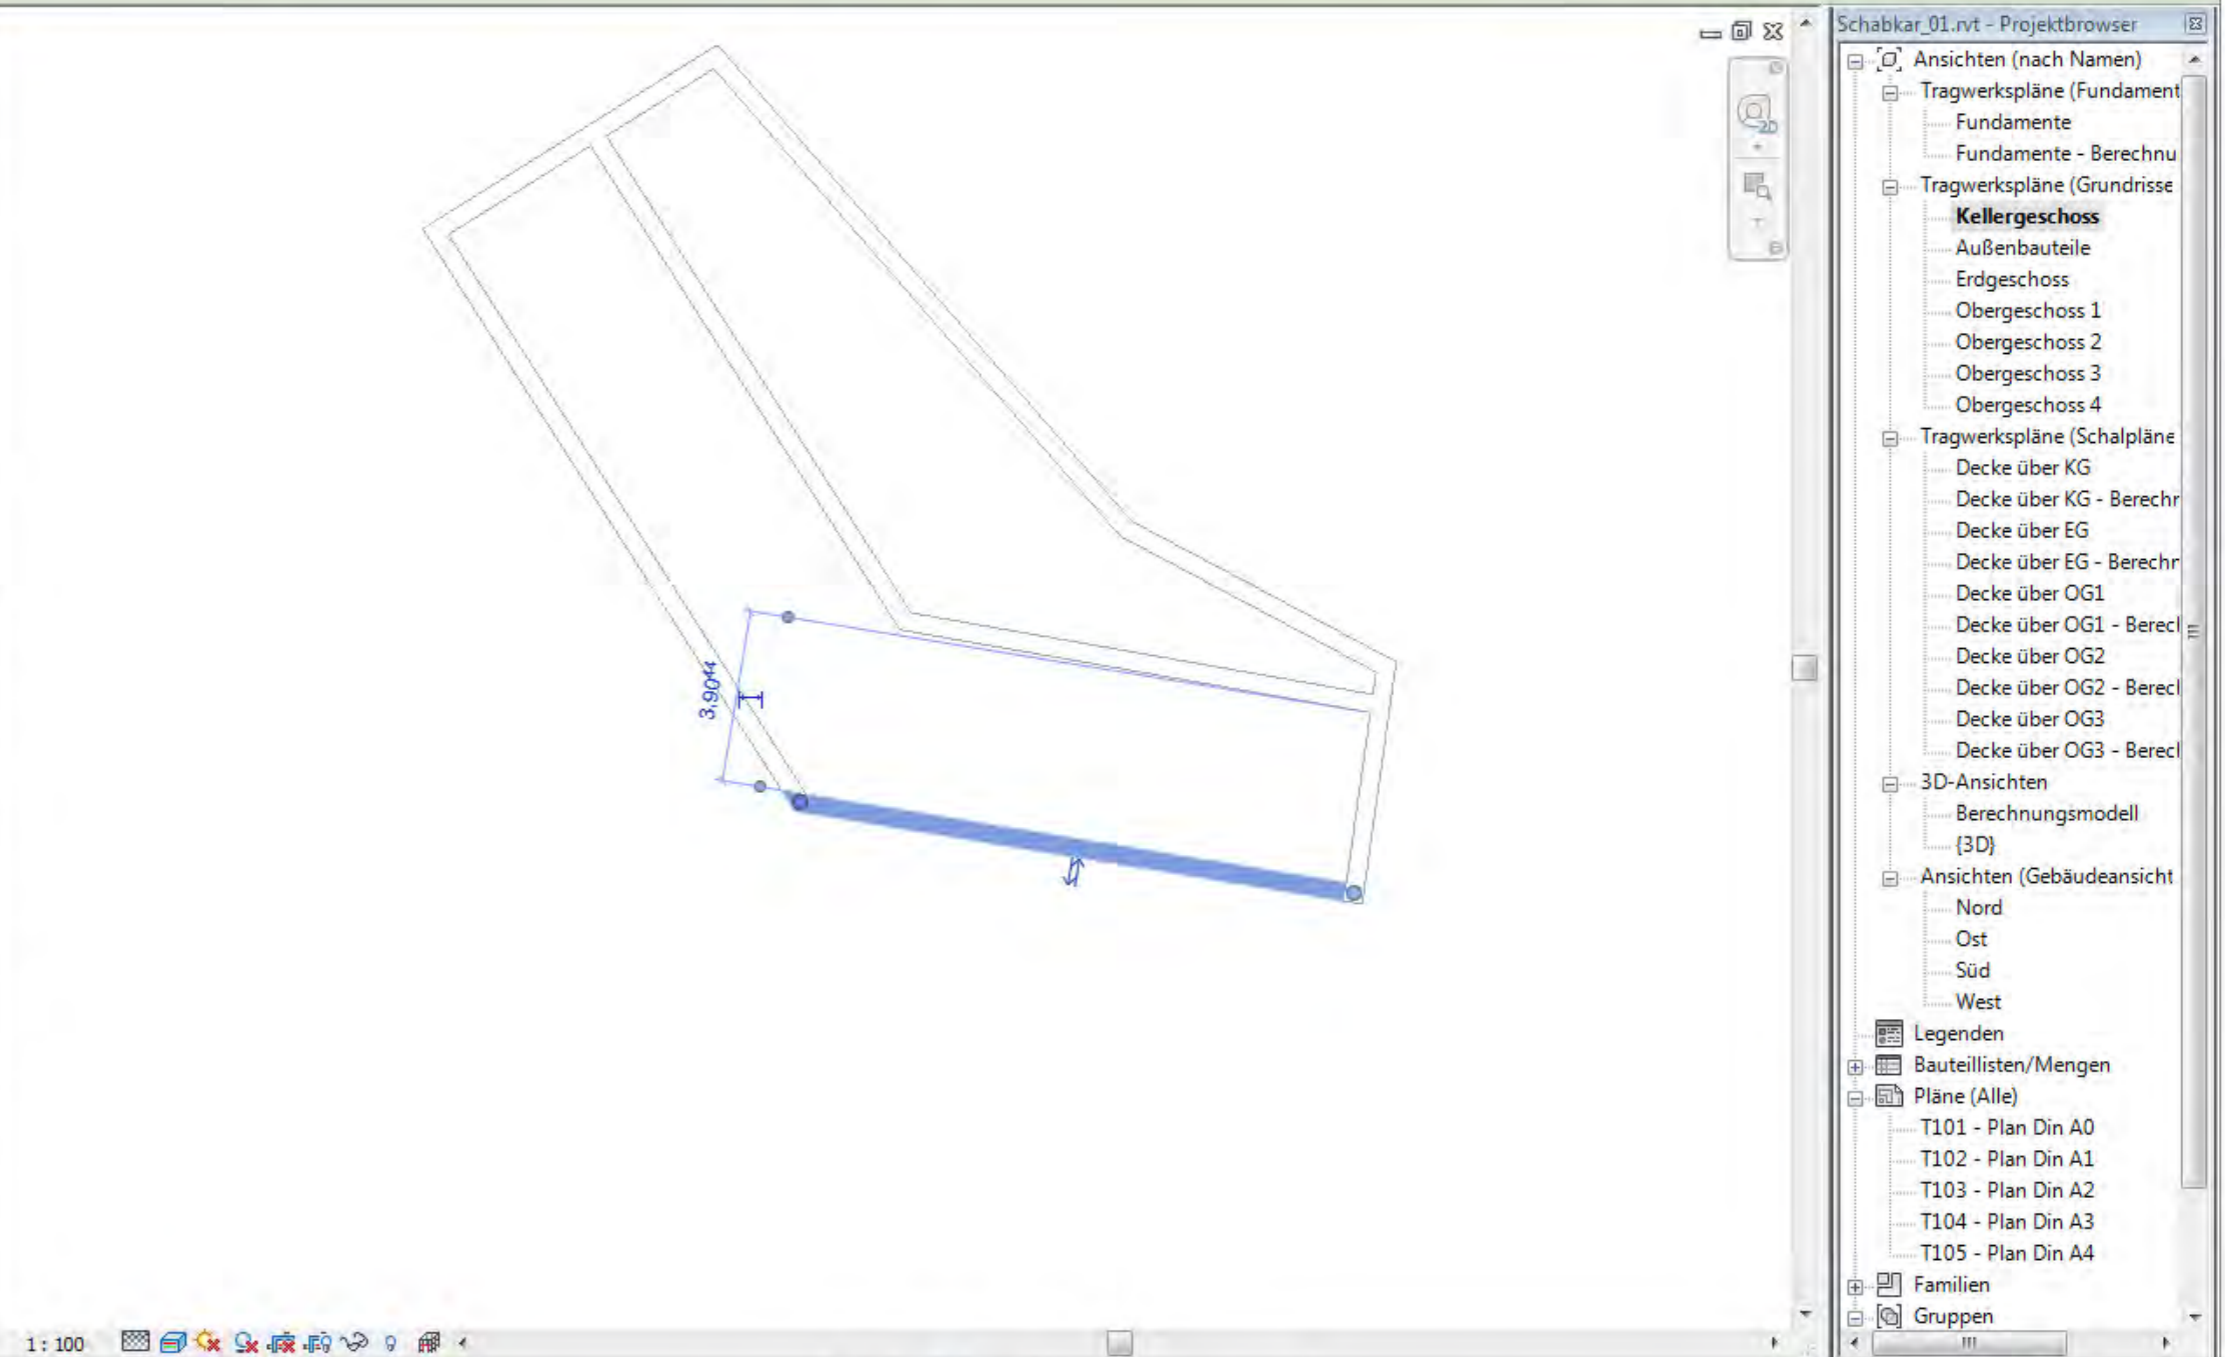 Schabkar_01.rvt - Projektbrowser
Ansichten (nach Namen)
Tragwerkspläne (Fundament
Fundamente
Fundamente - Berechnu
Tragwerkspläne (Grundrisse
Kellergeschoss
Außenbauteile
Erdgeschoss
Obergeschoss 1
Obergeschoss 2
Obergeschoss 3
Obergeschoss 4
Tragwerkspläne (Schalpläne
Decke über KG
Decke über KG - Berechr
Decke über EG
Decke über EG - Berechr
Decke über OG1
Decke über OG1 - Berecl
Decke über OG2
Decke über OG2 - Berecl
Decke über OG3
Decke über OG3 - Berecl
3D-Ansichten
Berechnungsmodell
{3D}
Ansichten (Gebäudeansicht
Nord
Ost
Süd
West
Legenden
Bauteillisten/Mengen
Pläne (Alle)
T101 - Plan Din A0
T102 - Plan Din A1
T103 - Plan Din A2
T104 - Plan Din A3
T105 - Plan Din A4
Familien
Gruppen
2D
3,90⁴⁴
1 : 100